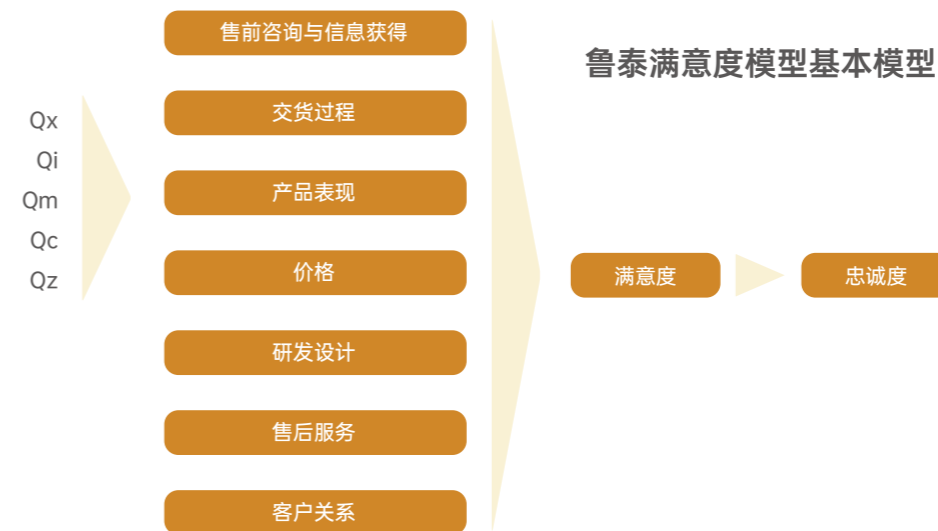 鲁泰满意度模型基本模型
Qx
Qi
Qm
Qc
Qz
售前咨询与信息获得
交货过程
产品表现
价格
研发设计
售后服务
客户关系
满意度
忠诚度